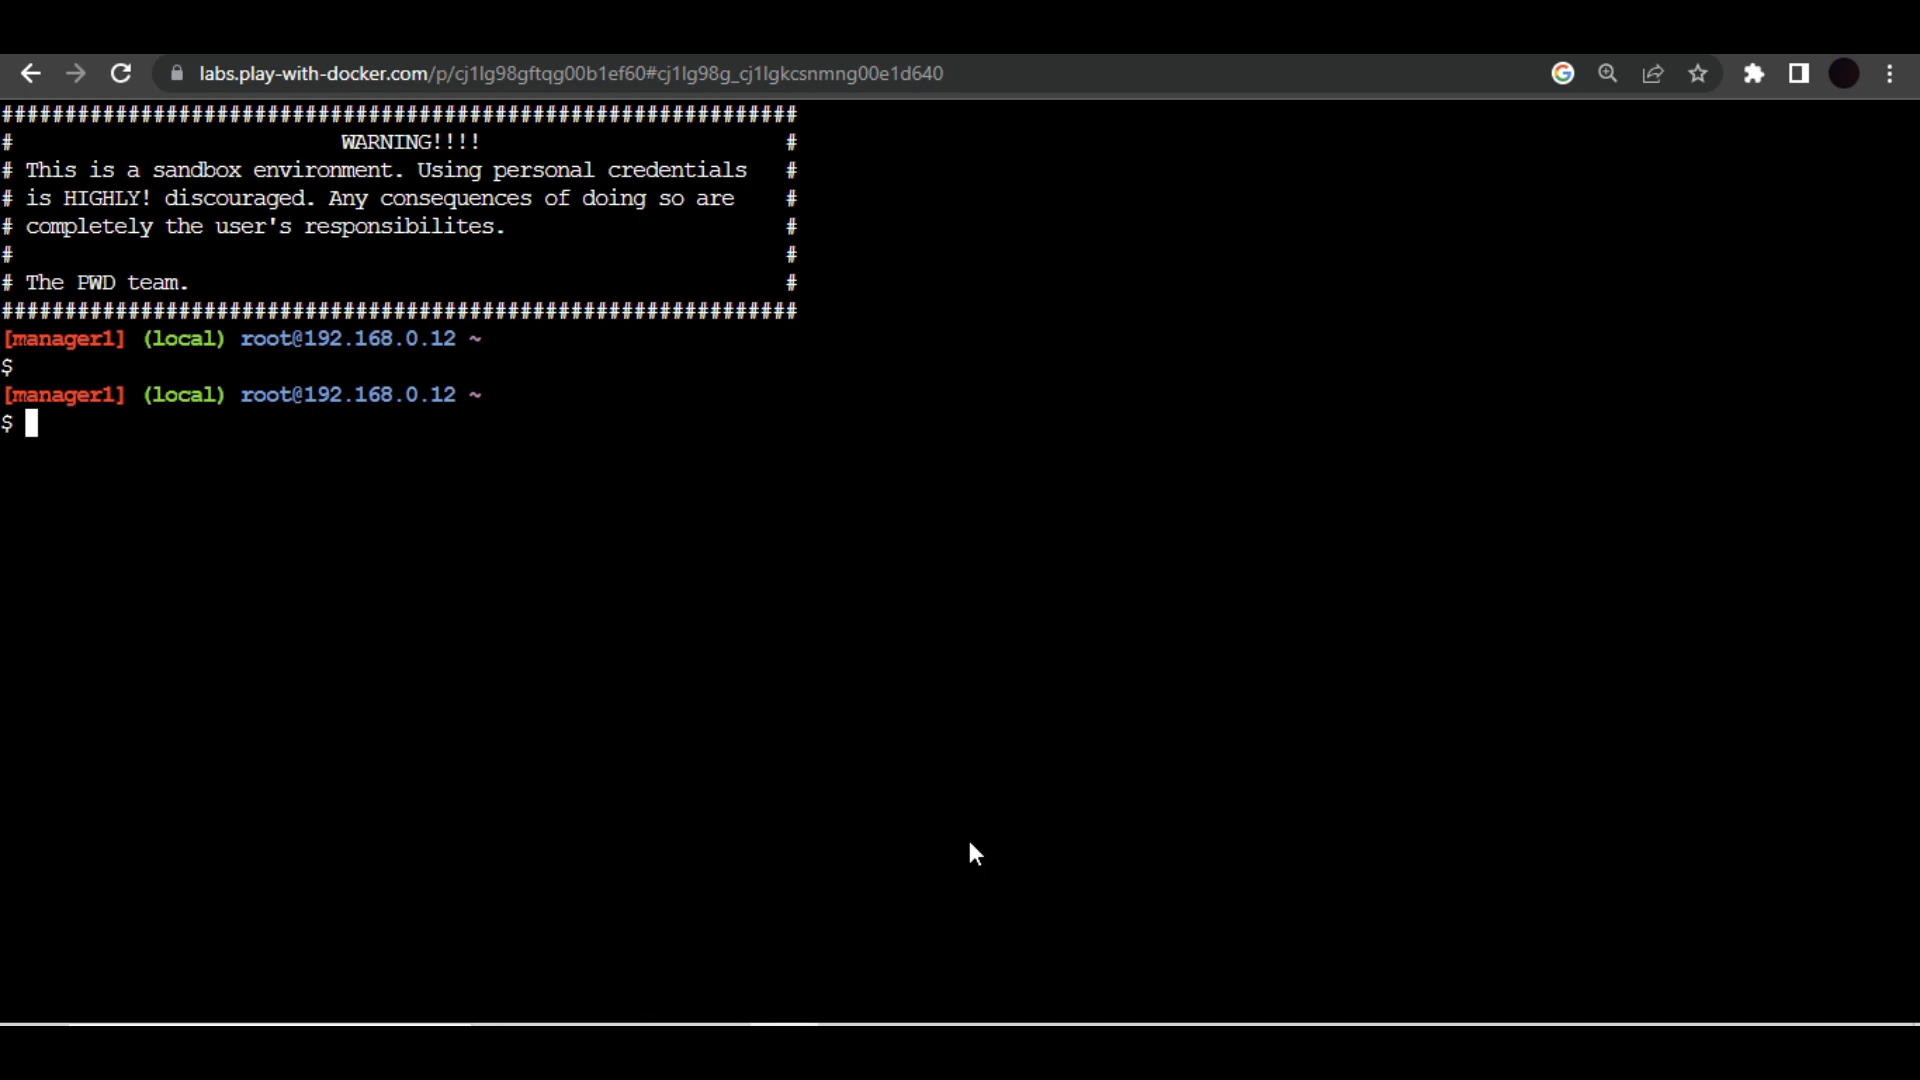 labs.play-with-docker.com/p/cj1lg98gftqg00b1ef60#cj1lg98g_cj1lgkcsnmng00e1d640
###############################################################
# WARNING!!!! #
# This is a sandbox environment. Using personal credentials #
# is HIGHLY! discouraged. Any consequences of doing so are #
# completely the user's responsibilites. #
# #
# The PWD team. #
###############################################################
[manager1] (local) root@192.168.0.12 ~
$
[manager1] (local) root@192.168.0.12 ~
$